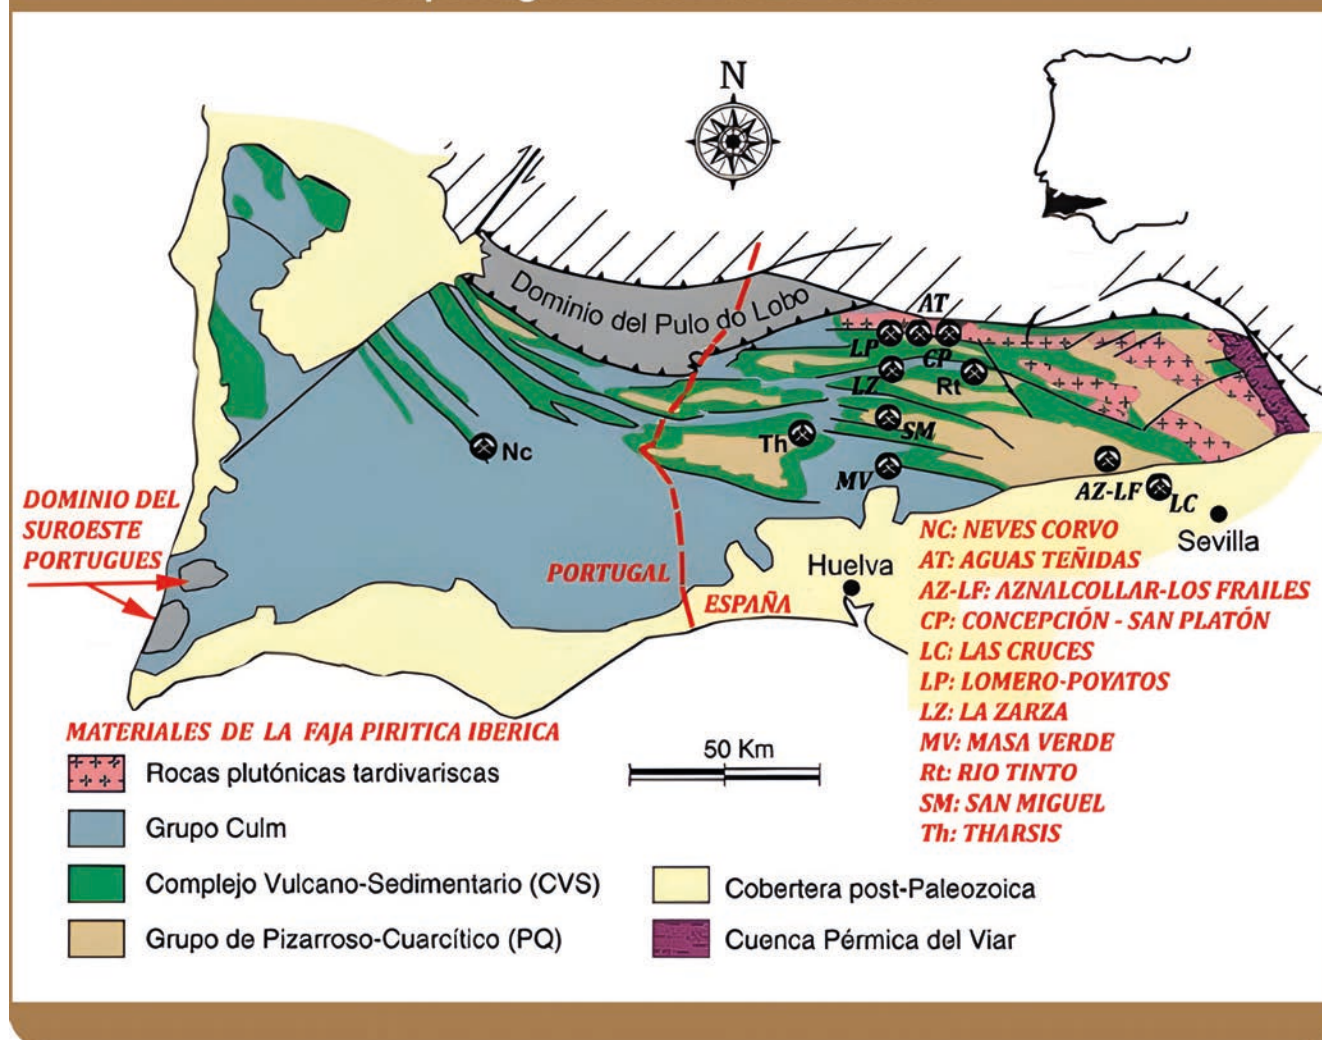 N
Dominio del Pulo do Lobo
AT
LP
CP
LZ
Rt
SM
Th
Nc
MV
AZ-LF
LC
Sevilla
Huelva
DOMINIO DEL
SUROESTE
PORTUGUES
PORTUGAL
ESPAÑA
NC: NEVES CORVO
AT: AGUAS TEÑIDAS
AZ-LF: AZNALCOLLAR-LOS FRAILES
CP: CONCEPCIÓN - SAN PLATÓN
LC: LAS CRUCES
LP: LOMERO-POYATOS
LZ: LA ZARZA
MV: MASA VERDE
Rt: RIO TINTO
SM: SAN MIGUEL
Th: THARSIS
MATERIALES DE LA FAJA PIRITICA IBERICA
Rocas plutónicas tardivariscas
Grupo Culm
Complejo Vulcano-Sedimentario (CVS)
Grupo de Pizarroso-Cuarcítico (PQ)
50 Km
Cobertera post-Paleozoica
Cuenca Pérmica del Viar